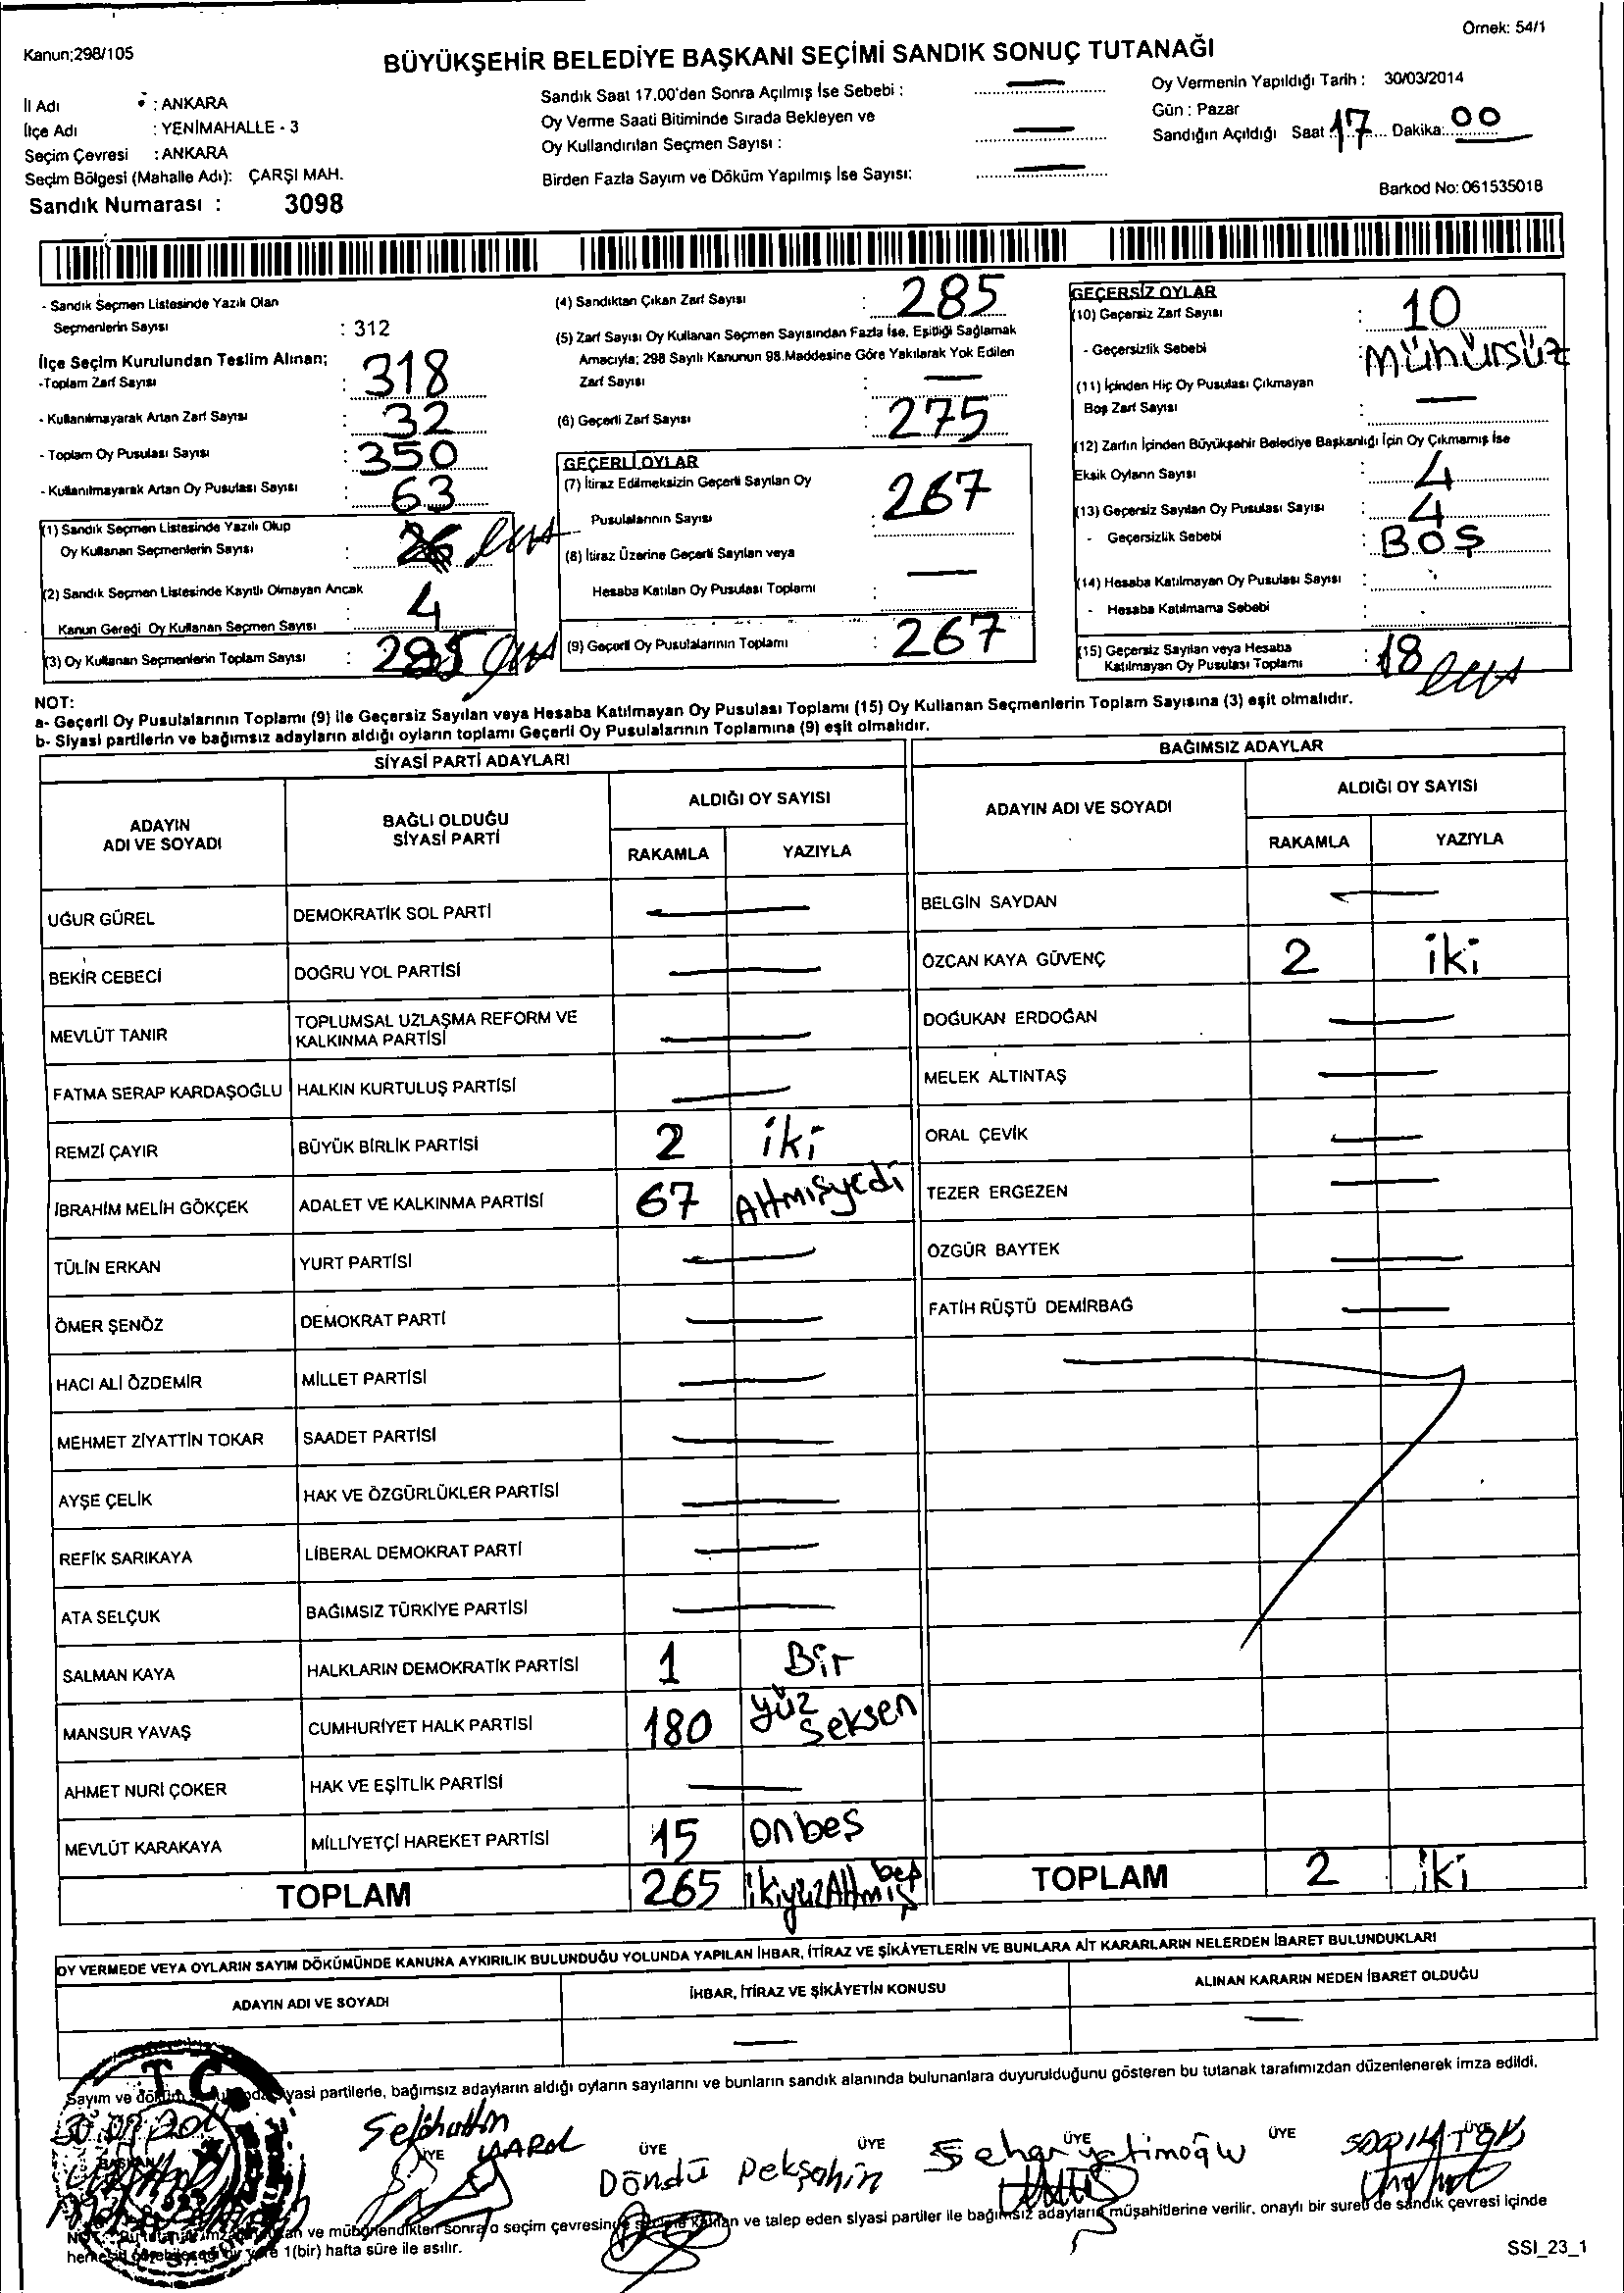 Kanun;298/105
Örnek: 54/1
BÜYÜKŞEHİR BELEDİYE BAŞKANI SEÇİMİ SANDIK SONUÇ TUTANAĞI
İl Adı : ANKARA
İlçe Adı : YENİMAHALLE - 3
Seçim Çevresi : ANKARA
Seçim Bölgesi (Mahalle Adı): ÇARŞI MAH.
Sandık Numarası : 3098
Sandık Saat 17.00'den Sonra Açılmış İse Sebebi :
Oy Verme Saati Bitiminde Sırada Bekleyen ve
Oy Kullandırılan Seçmen Sayısı :
Birden Fazla Sayım ve Döküm Yapılmış İse Sayısı:
Oy Vermenin Yapıldığı Tarih : 30/03/2014
Gün : Pazar
Sandığın Açıldığı Saat : 17 Dakika: 00
Barkod No: 061535018
- Sandık Seçmen Listesinde Yazılı Olan
Seçmenlerin Sayısı : 312
İlçe Seçim Kurulundan Teslim Alınan;
-Toplam Zarf Sayısı : 318
- Kullanılmayarak Artan Zarf Sayısı : 32
- Toplam Oy Pusulası Sayısı : 350
- Kullanılmayarak Artan Oy Pusulası Sayısı : 63
(1) Sandık Seçmen Listesinde Yazılı Olup
Oy Kullanan Seçmenlerin Sayısı :
(2) Sandık Seçmen Listesinde Kayıtlı Olmayan Ancak
Kanun Gereği Oy Kullanan Seçmen Sayısı : 4
(3) Oy Kullanan Seçmenlerin Toplam Sayısı : 285
(4) Sandıktan Çıkan Zarf Sayısı : 285
(5) Zarf Sayısı Oy Kullanan Seçmen Sayısından Fazla İse, Eşitliği Sağlamak
Amacıyla; 298 Sayılı Kanunun 98.Maddesine Göre Yakılarak Yok Edilen
Zarf Sayısı :
(6) Geçerli Zarf Sayısı : 275
GEÇERLİ OYLAR
(7) İtiraz Edilmeksizin Geçerli Sayılan Oy
Pusulalarının Sayısı : 267
(8) İtiraz Üzerine Geçerli Sayılan veya
Hesaba Katılan Oy Pusulası Toplamı :
(9) Geçerli Oy Pusulalarının Toplamı : 267
GEÇERSİZ OYLAR
(10) Geçersiz Zarf Sayısı : 10
- Geçersizlik Sebebi : Mühürsüz
(11) İçinden Hiç Oy Pusulası Çıkmayan
Boş Zarf Sayısı :
(12) Zarfın İçinden Büyükşehir Belediye Başkanlığı İçin Oy Çıkmamış İse
Eksik Oyların Sayısı : 4
(13) Geçersiz Sayılan Oy Pusulası Sayısı : 4
- Geçersizlik Sebebi : BOŞ
(14) Hesaba Katılmayan Oy Pusulası Sayısı :
- Hesaba Katılmama Sebebi :
(15) Geçersiz Sayılan veya Hesaba
Katılmayan Oy Pusulası Toplamı : 18
NOT:
a- Geçerli Oy Pusulalarının Toplamı (9) ile Geçersiz Sayılan veya Hesaba Katılmayan Oy Pusulası Toplamı (15) Oy Kullanan Seçmenlerin Toplam Sayısına (3) eşit olmalıdır.
b- Siyasi partilerin ve bağımsız adayların aldığı oyların toplamı Geçerli Oy Pusulalarının Toplamına (9) eşit olmalıdır.
SİYASİ PARTİ ADAYLARI
ADAYIN
ADI VE SOYADI
BAĞLI OLDUĞU
SİYASİ PARTİ
ALDIĞI OY SAYISI
RAKAMLA YAZIYLA
UĞUR GÜREL DEMOKRATİK SOL PARTİ
BEKİR CEBECİ DOĞRU YOL PARTİSİ
MEVLÜT TANIR TOPLUMSAL UZLAŞMA REFORM VE
KALKINMA PARTİSİ
FATMA SERAP KARDAŞOĞLU HALKIN KURTULUŞ PARTİSİ
REMZİ ÇAYIR BÜYÜK BİRLİK PARTİSİ 2 iki
İBRAHİM MELİH GÖKÇEK ADALET VE KALKINMA PARTİSİ 67 Altmışyedi
TÜLİN ERKAN YURT PARTİSİ
ÖMER ŞENÖZ DEMOKRAT PARTİ
HACI ALİ ÖZDEMİR MİLLET PARTİSİ
MEHMET ZİYATTİN TOKAR SAADET PARTİSİ
AYŞE ÇELİK HAK VE ÖZGÜRLÜKLER PARTİSİ
REFİK SARIKAYA LİBERAL DEMOKRAT PARTİ
ATA SELÇUK BAĞIMSIZ TÜRKİYE PARTİSİ
SALMAN KAYA HALKLARIN DEMOKRATİK PARTİSİ 1 Bir
MANSUR YAVAŞ CUMHURİYET HALK PARTİSİ 180 yüz seksen
AHMET NURİ ÇOKER HAK VE EŞİTLİK PARTİSİ
MEVLÜT KARAKAYA MİLLİYETÇİ HAREKET PARTİSİ 15 onbeş
TOPLAM 265 ikiyüzAltmış beş
BAĞIMSIZ ADAYLAR
ADAYIN ADI VE SOYADI
ALDIĞI OY SAYISI
RAKAMLA YAZIYLA
BELGİN SAYDAN
ÖZCAN KAYA GÜVENÇ 2 iki
DOĞUKAN ERDOĞAN
MELEK ALTINTAŞ
ORAL ÇEVİK
TEZER ERGEZEN
ÖZGÜR BAYTEK
FATİH RÜŞTÜ DEMİRBAĞ
TOPLAM 2 iki
OY VERMEDE VEYA OYLARIN SAYIM DÖKÜMÜNDE KANUNA AYKIRILIK BULUNDUĞU YOLUNDA YAPILAN İHBAR, İTİRAZ VE ŞİKÂYETLERİN VE BUNLARA AİT KARARLARIN NELERDEN İBARET BULUNDUKLARI
ADAYIN ADI VE SOYADI
İHBAR, İTİRAZ VE ŞİKÂYETİN KONUSU
ALINAN KARARIN NEDEN İBARET OLDUĞU
T.C.
Sayım ve döküm siyasi partilerle, bağımsız adayların aldığı oyların sayılarını ve bunların sandık alanında bulunanlara duyurulduğunu gösteren bu tutanak tarafımızdan düzenlenerek imza edildi.
BAŞKAN ÜYE ÜYE ÜYE ÜYE ÜYE ÜYE
Döndü Pekşahin
Seher yetimoğlu
ve mühürlendikten sonra o seçim çevresinde ve talep eden siyasi partiler ile bağımsız adayların müşahitlerine verilir, onaylı bir sureti de sandık çevresi içinde
1(bir) hafta süre ile asılır.
SSI_23_1